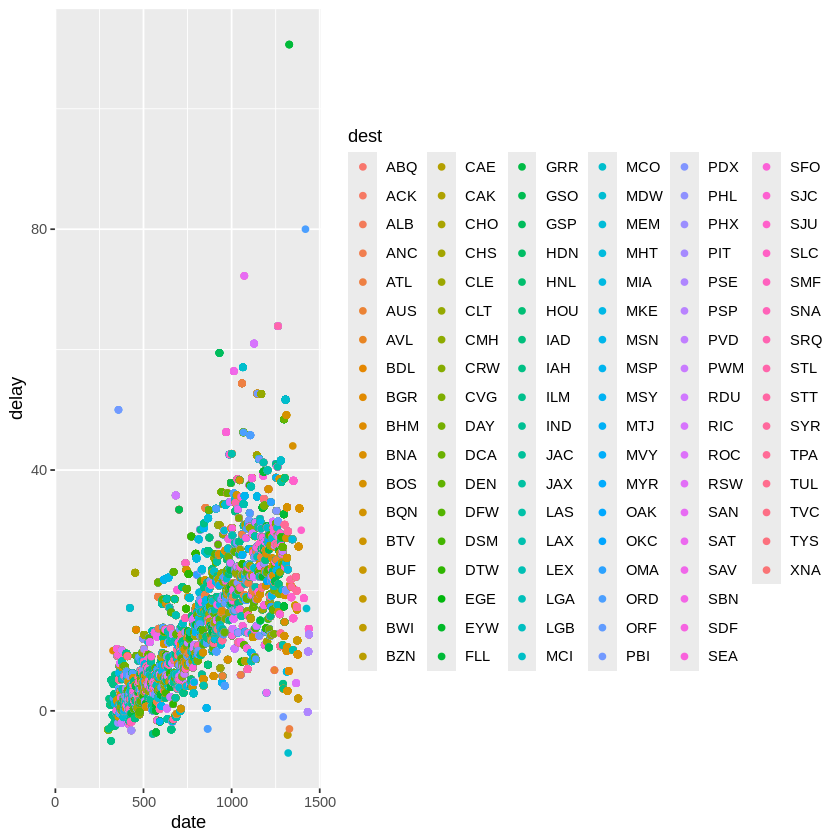 dest
ABQ CAE GRR MCO PDX SFO
ACK CAK GSO MDW PHL SJC
ALB CHO GSP MEM PHX SJU
ANC CHS HDN MHT PIT SLC
ATL CLE HNL MIA PSE SMF
AUS CLT HOU MKE PSP SNA
AVL CMH IAD MSN PVD SRQ
BDL CRW IAH MSP PWM STL
BGR CVG ILM MSY RDU STT
BHM DAY IND MTJ RIC SYR
BNA DCA JAC MVY ROC TPA
BOS DEN JAX MYR RSW TUL
BQN DFW LAS OAK SAN TVC
BTV DSM LAX OKC SAT TYS
BUF DTW LEX OMA SAV XNA
BUR EGE LGA ORD SBN
BWI EYW LGB ORF SDF
BZN FLL MCI PBI SEA
80
40
0
delay
0 500 1000 1500
date